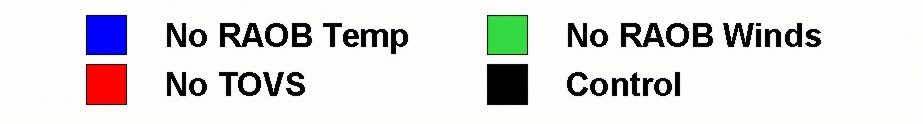 No RAOB Temp No RAOB Winds
No TOVS Control